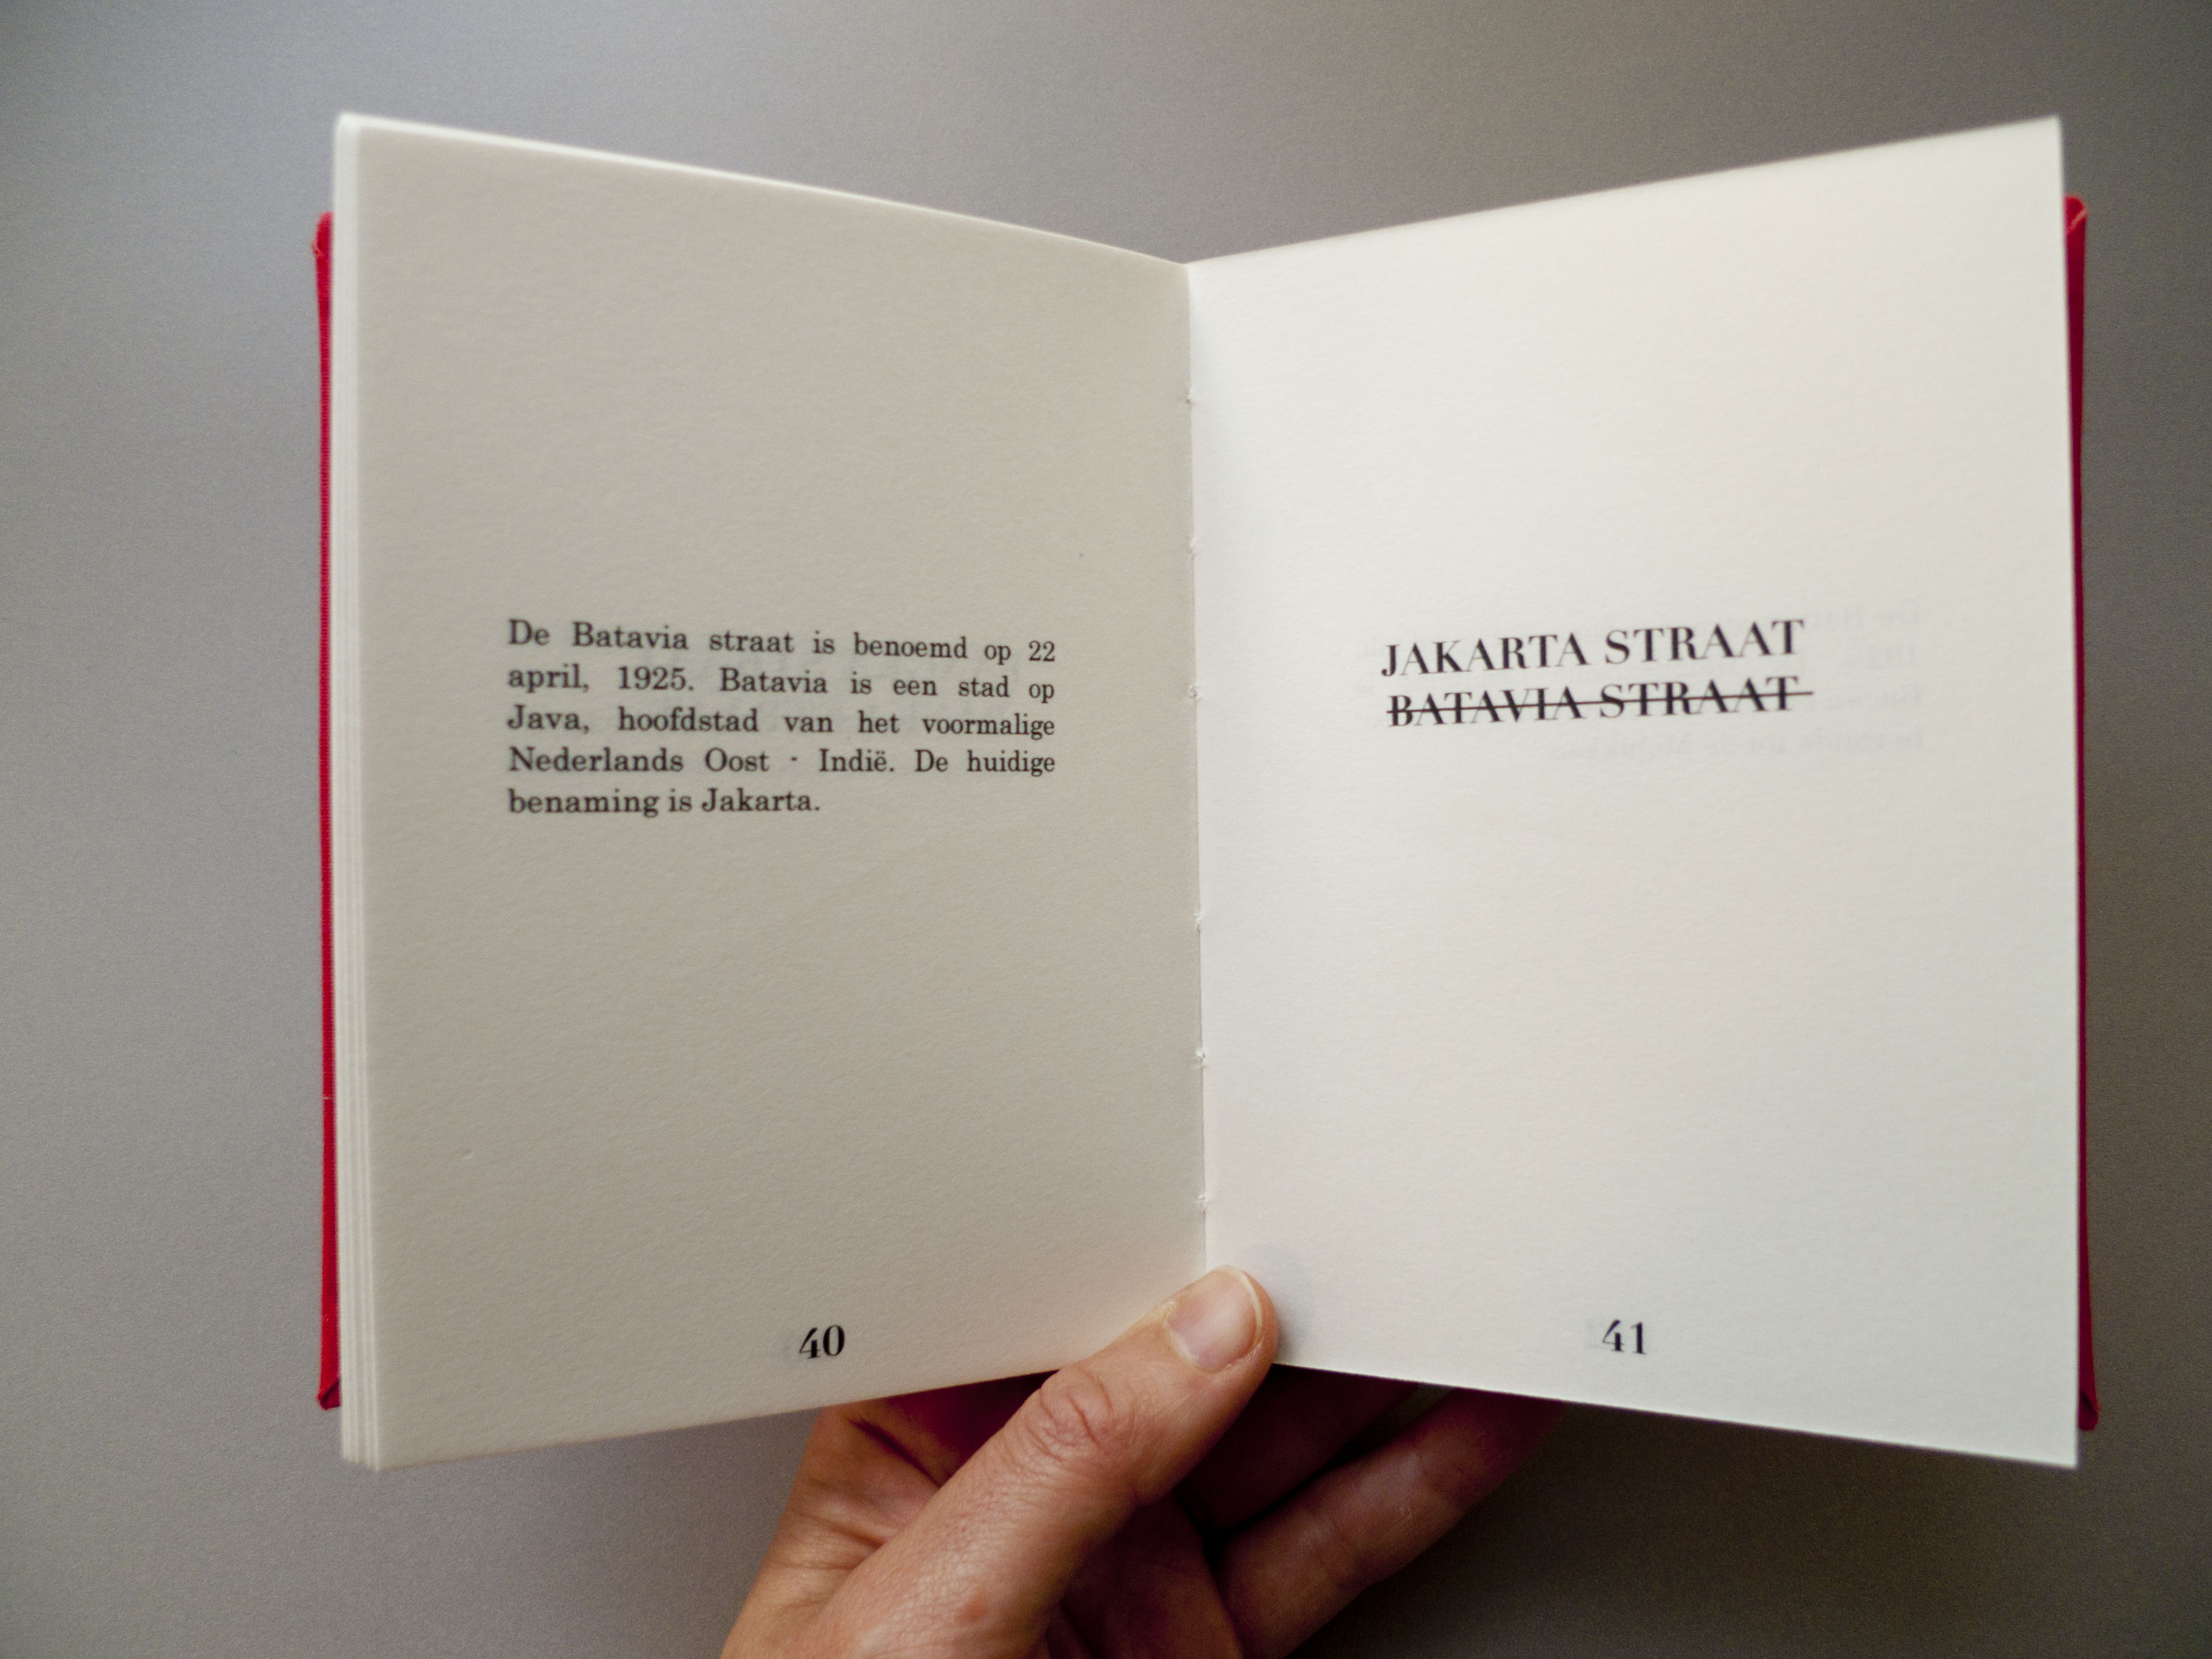 De Batavia straat is benoemd op 22
april, 1925. Batavia is een stad op
Java, hoofdstad van het voormalige
Nederlands Oost - Indië. De huidige
benaming is Jakarta.
40
JAKARTA STRAAT
BATAVIA STRAAT
41